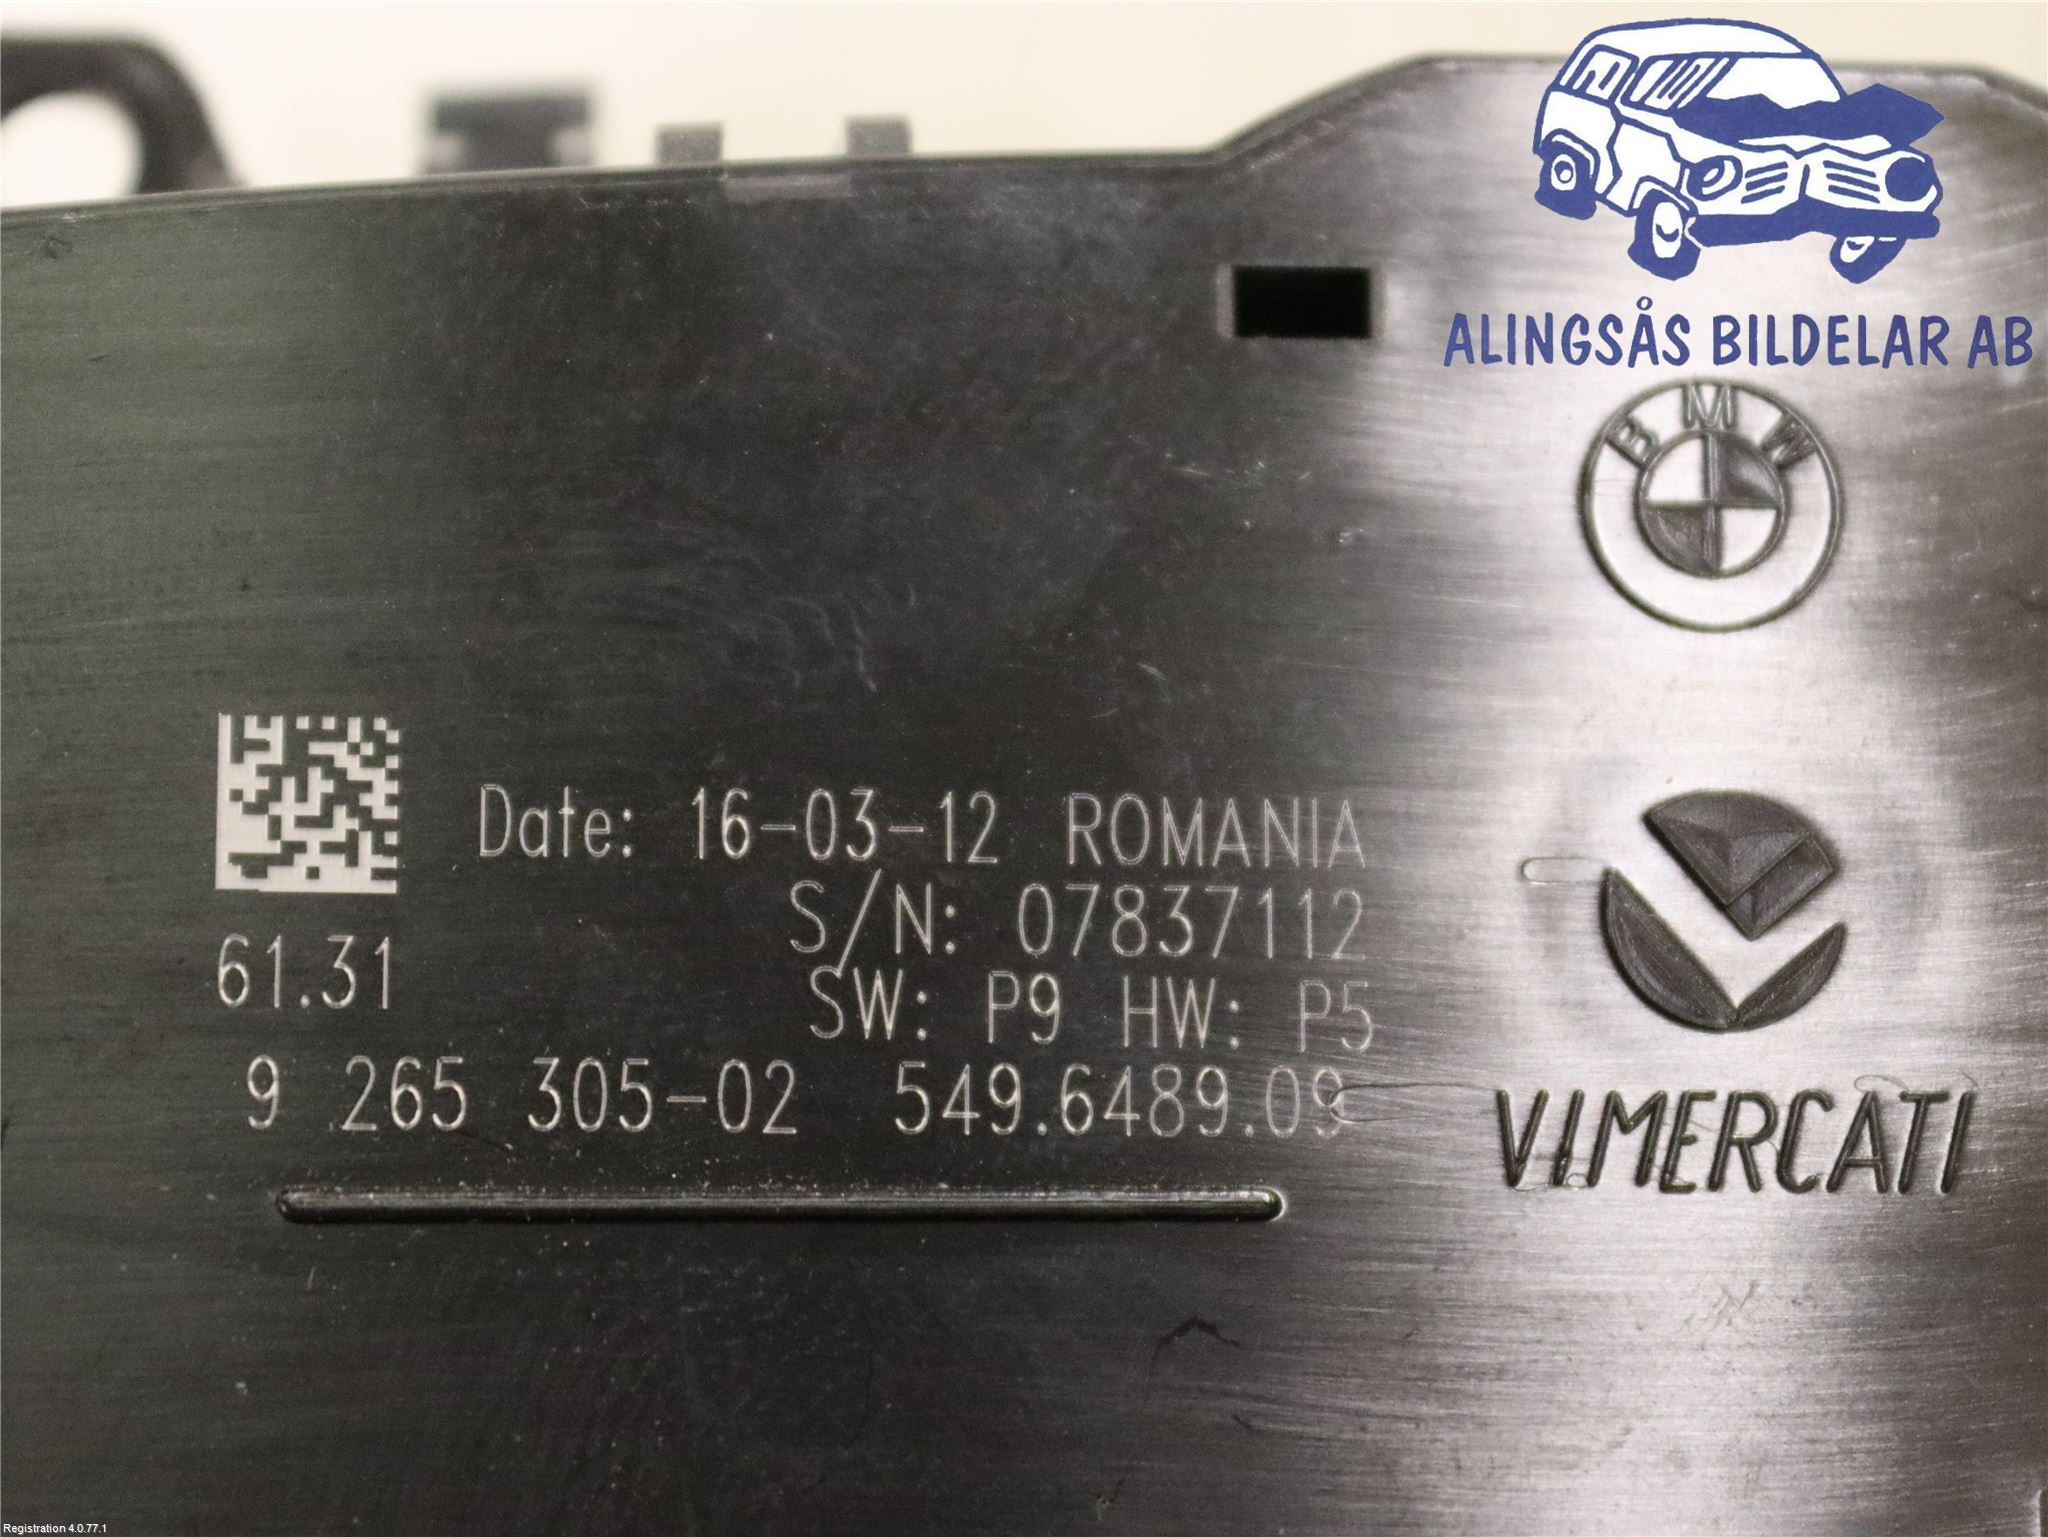 ALINGSÅS BILDELAR AB
BMW
Date: 16-03-12 ROMANIA
S/N: 07837112
61.31
SW: P9 HW: P5
9 265 305-02 549.6489.09
VIMERCATI
Registration 4.0.77.1